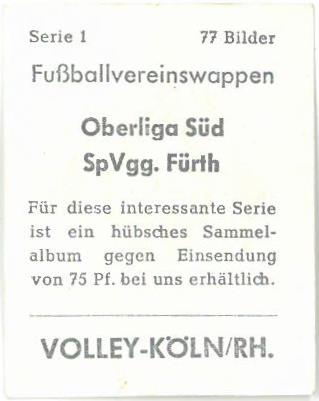 Serie 1 77 Bilder
Fußballvereinswappen
Oberliga Süd
SpVgg. Fürth
Für diese interessante Serie
ist ein hübsches Sammel-
album gegen Einsendung
von 75 Pf. bei uns erhältlich.
VOLLEY-KÖLN/RH.